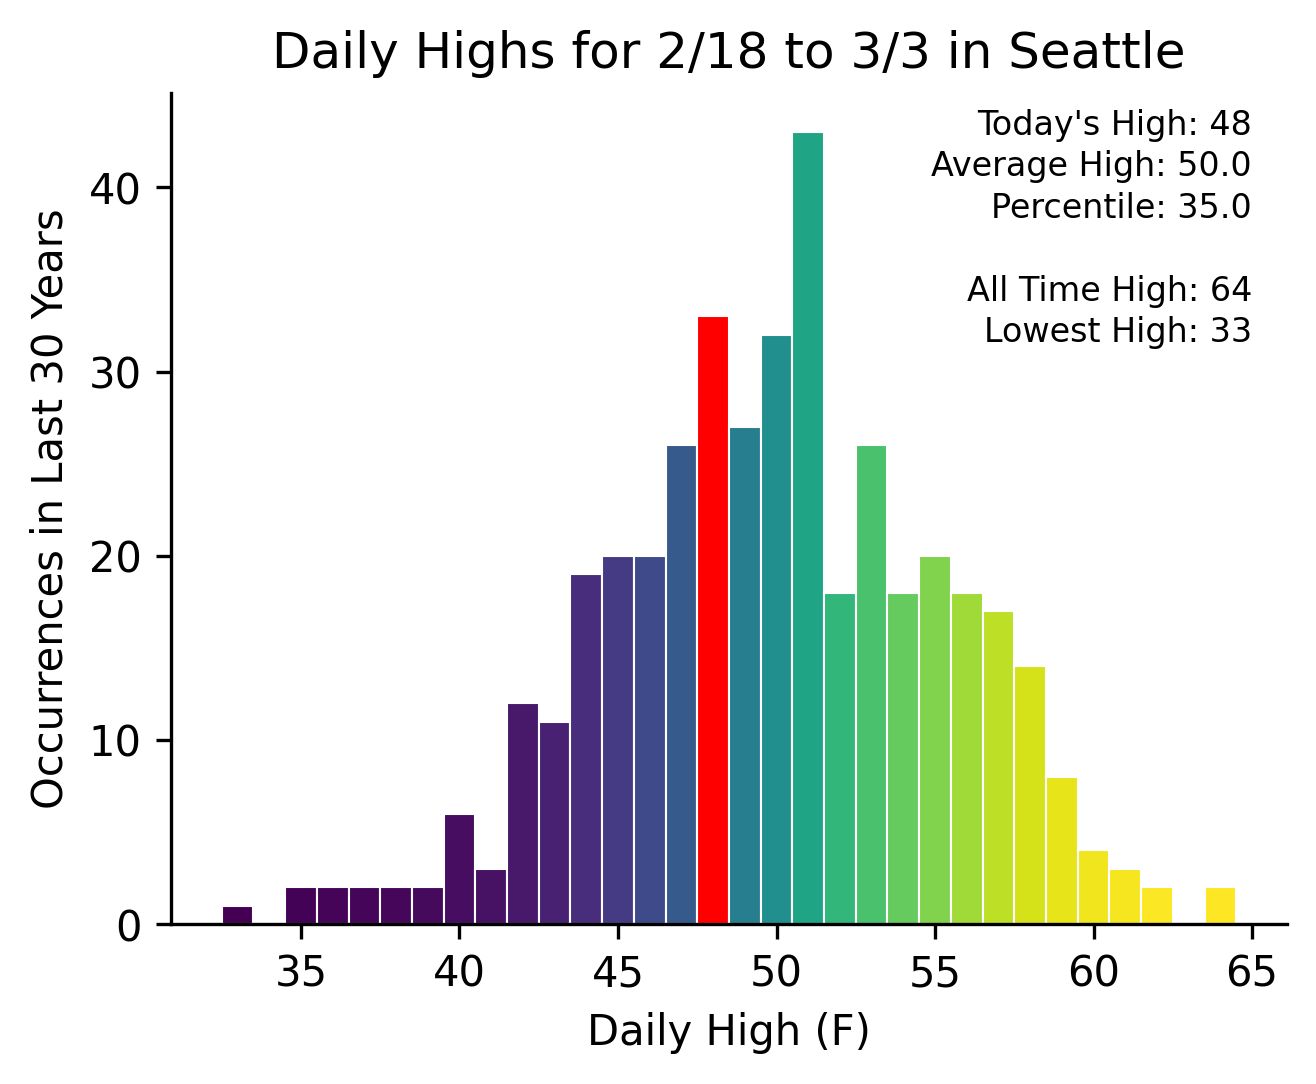 Daily Highs for 2/18 to 3/3 in Seattle
Today's High: 48
Average High: 50.0
Percentile: 35.0
All Time High: 64
Lowest High: 33
Occurrences in Last 30 Years
40
30
20
10
0
35 40 45 50 55 60 65
Daily High (F)